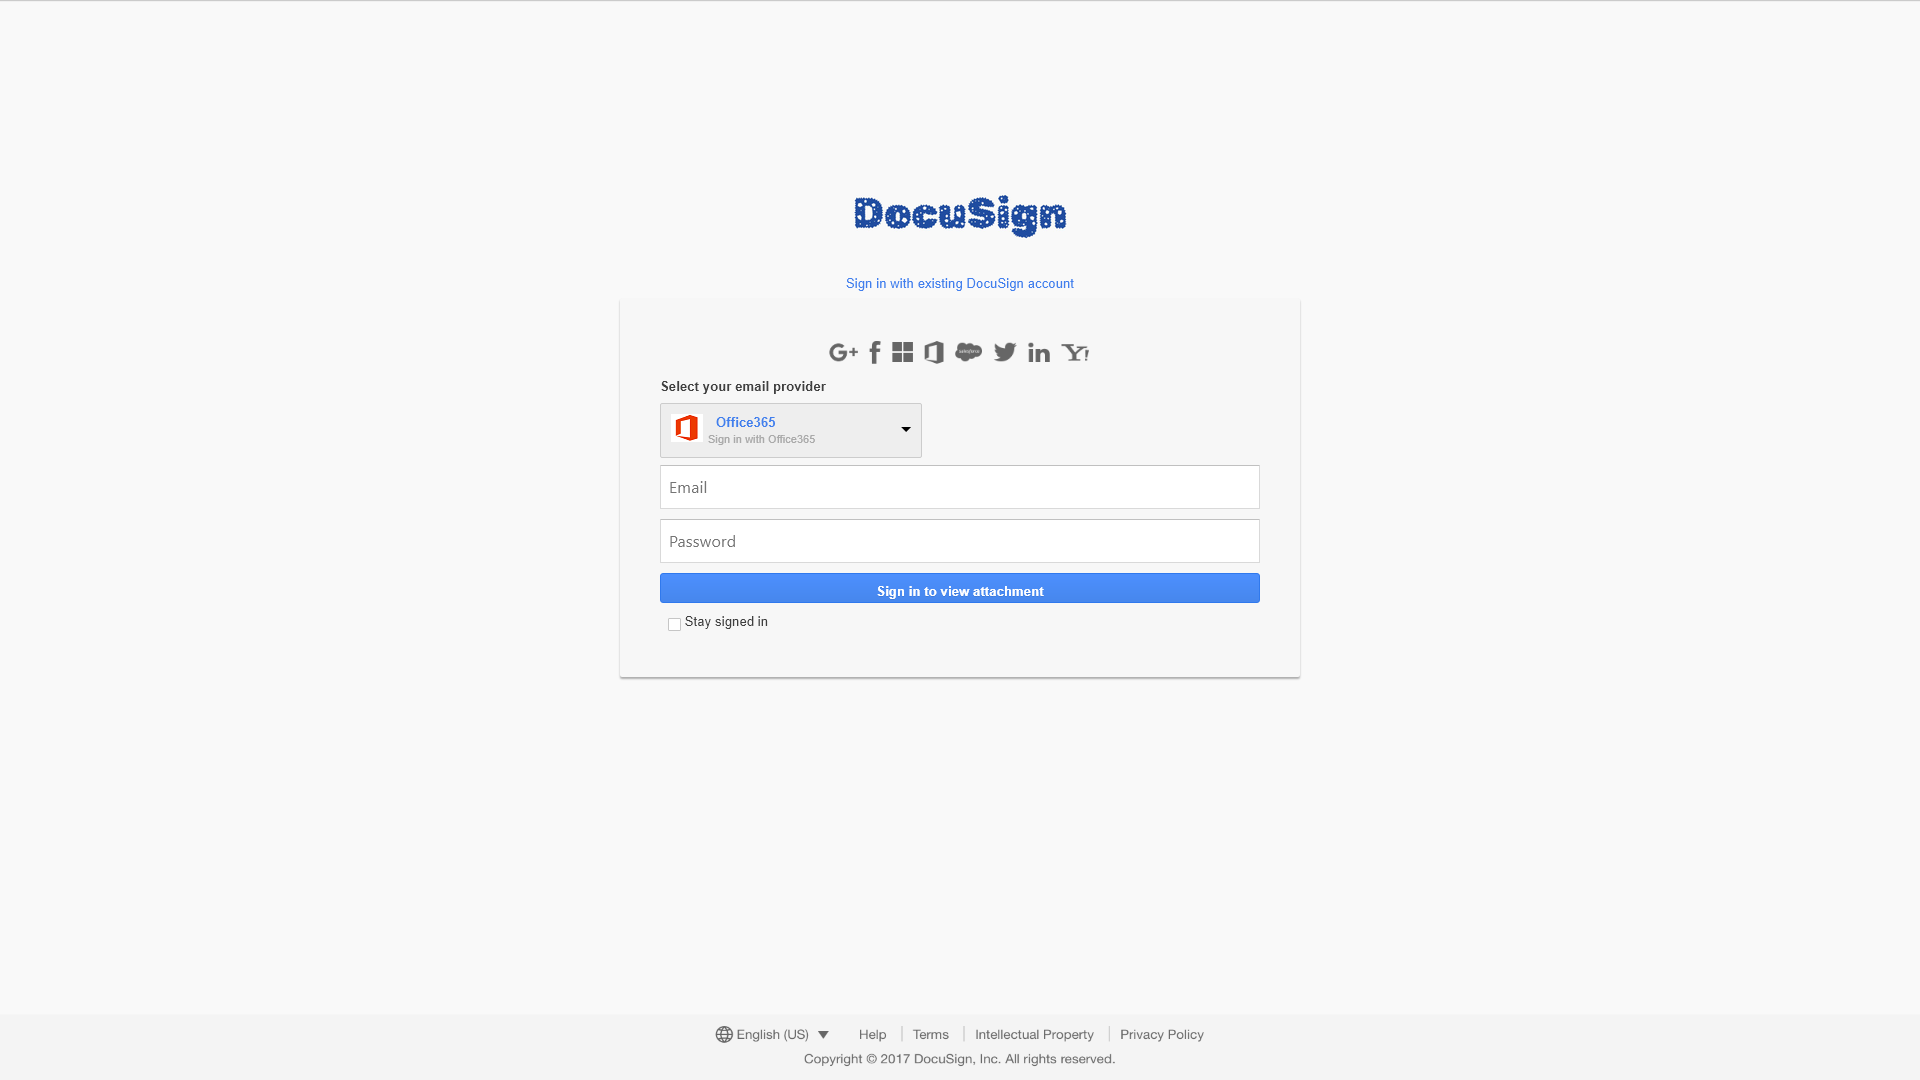 DocuSign
Sign in with existing DocuSign account
G+ f in Y!
Select your email provider
Office365
Sign in with Office365
Email
Password
Sign in to view attachment
Stay signed in
English (US) Help Terms Intellectual Property Privacy Policy
Copyright © 2017 DocuSign, Inc. All rights reserved.